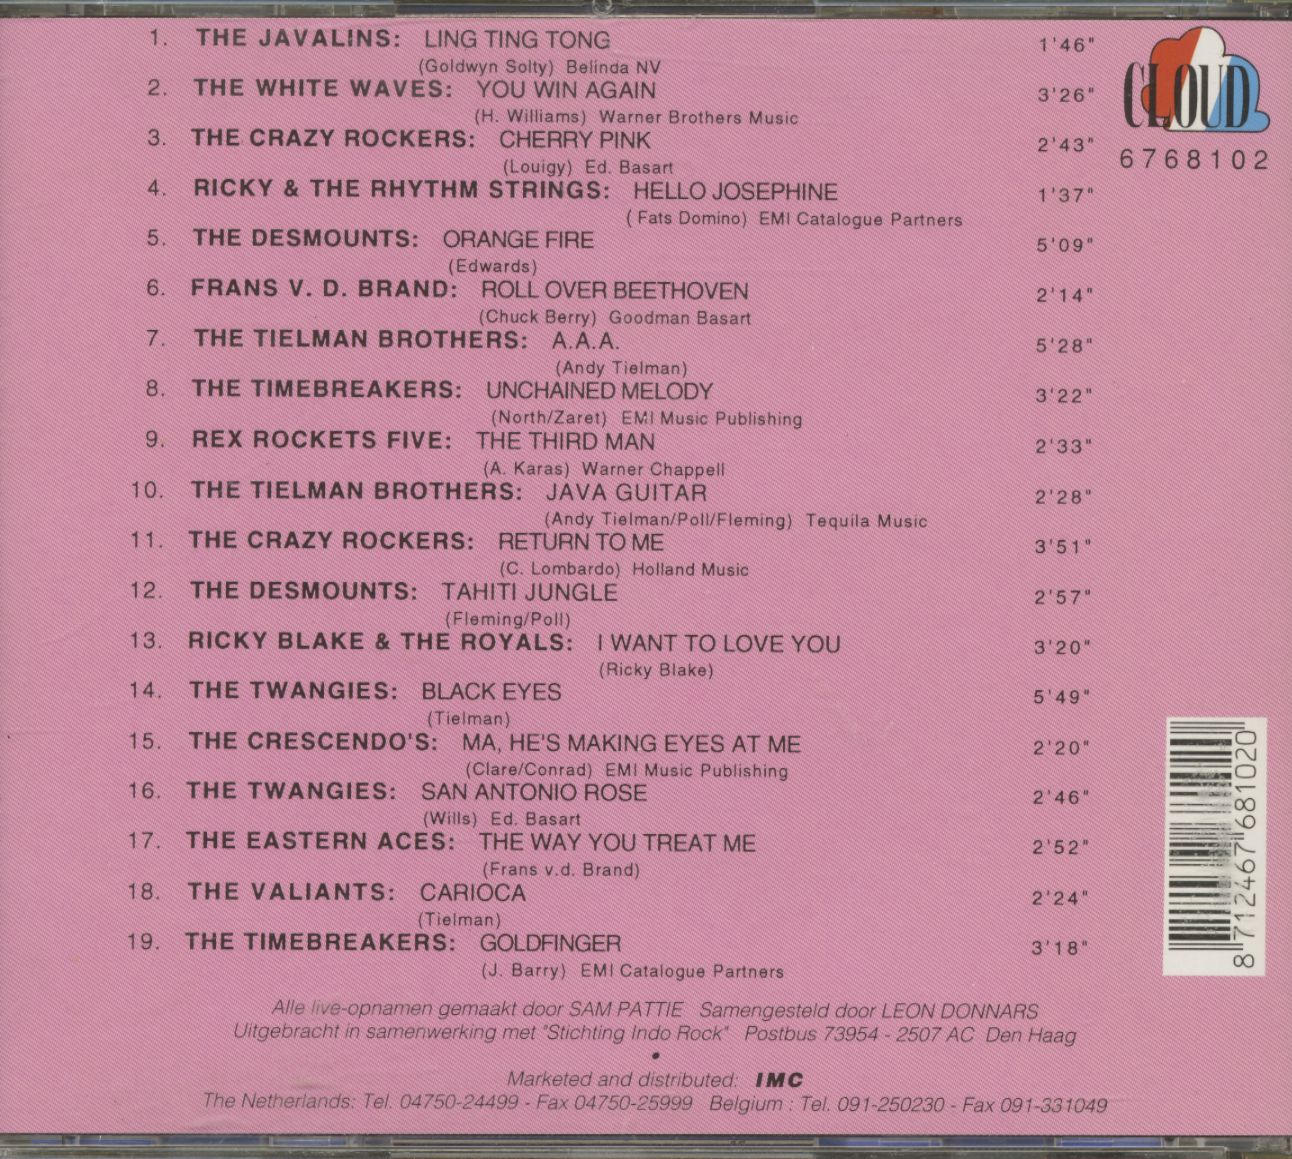 1. THE JAVALINS: LING TING TONG 1'46"
(Goldwyn Solty) Belinda NV
2. THE WHITE WAVES: YOU WIN AGAIN 3'26"
(H. Williams) Warner Brothers Music
3. THE CRAZY ROCKERS: CHERRY PINK 2'43"
(Louigy) Ed. Basart
4. RICKY & THE RHYTHM STRINGS: HELLO JOSEPHINE 1'37"
( Fats Domino) EMI Catalogue Partners
5. THE DESMOUNTS: ORANGE FIRE 5'09"
(Edwards)
6. FRANS V. D. BRAND: ROLL OVER BEETHOVEN 2'14"
(Chuck Berry) Goodman Basart
7. THE TIELMAN BROTHERS: A.A.A. 5'28"
(Andy Tielman)
8. THE TIMEBREAKERS: UNCHAINED MELODY 3'22"
(North/Zaret) EMI Music Publishing
9. REX ROCKETS FIVE: THE THIRD MAN 2'33"
(A. Karas) Warner Chappell
10. THE TIELMAN BROTHERS: JAVA GUITAR 2'28"
(Andy Tielman/Poll/Fleming) Tequila Music
11. THE CRAZY ROCKERS: RETURN TO ME 3'51"
(C. Lombardo) Holland Music
12. THE DESMOUNTS: TAHITI JUNGLE 2'57"
(Fleming/Poll)
13. RICKY BLAKE & THE ROYALS: I WANT TO LOVE YOU 3'20"
(Ricky Blake)
14. THE TWANGIES: BLACK EYES 5'49"
(Tielman)
15. THE CRESCENDO'S: MA, HE'S MAKING EYES AT ME 2'20"
(Clare/Conrad) EMI Music Publishing
16. THE TWANGIES: SAN ANTONIO ROSE 2'46"
(Wills) Ed. Basart
17. THE EASTERN ACES: THE WAY YOU TREAT ME 2'52"
(Frans v.d. Brand)
18. THE VALIANTS: CARIOCA 2'24"
(Tielman)
19. THE TIMEBREAKERS: GOLDFINGER 3'18"
(J. Barry) EMI Catalogue Partners
Alle live-opnamen gemaakt door SAM PATTIE Samengesteld door LEON DONNARS
Uitgebracht in samenwerking met "Stichting Indo Rock" Postbus 73954 - 2507 AC Den Haag
•
Marketed and distributed: IMC
The Netherlands: Tel. 04750-24499 - Fax 04750-25999 Belgium : Tel. 091-250230 - Fax 091-331049
CLOUD
6768102
8 712467 681020